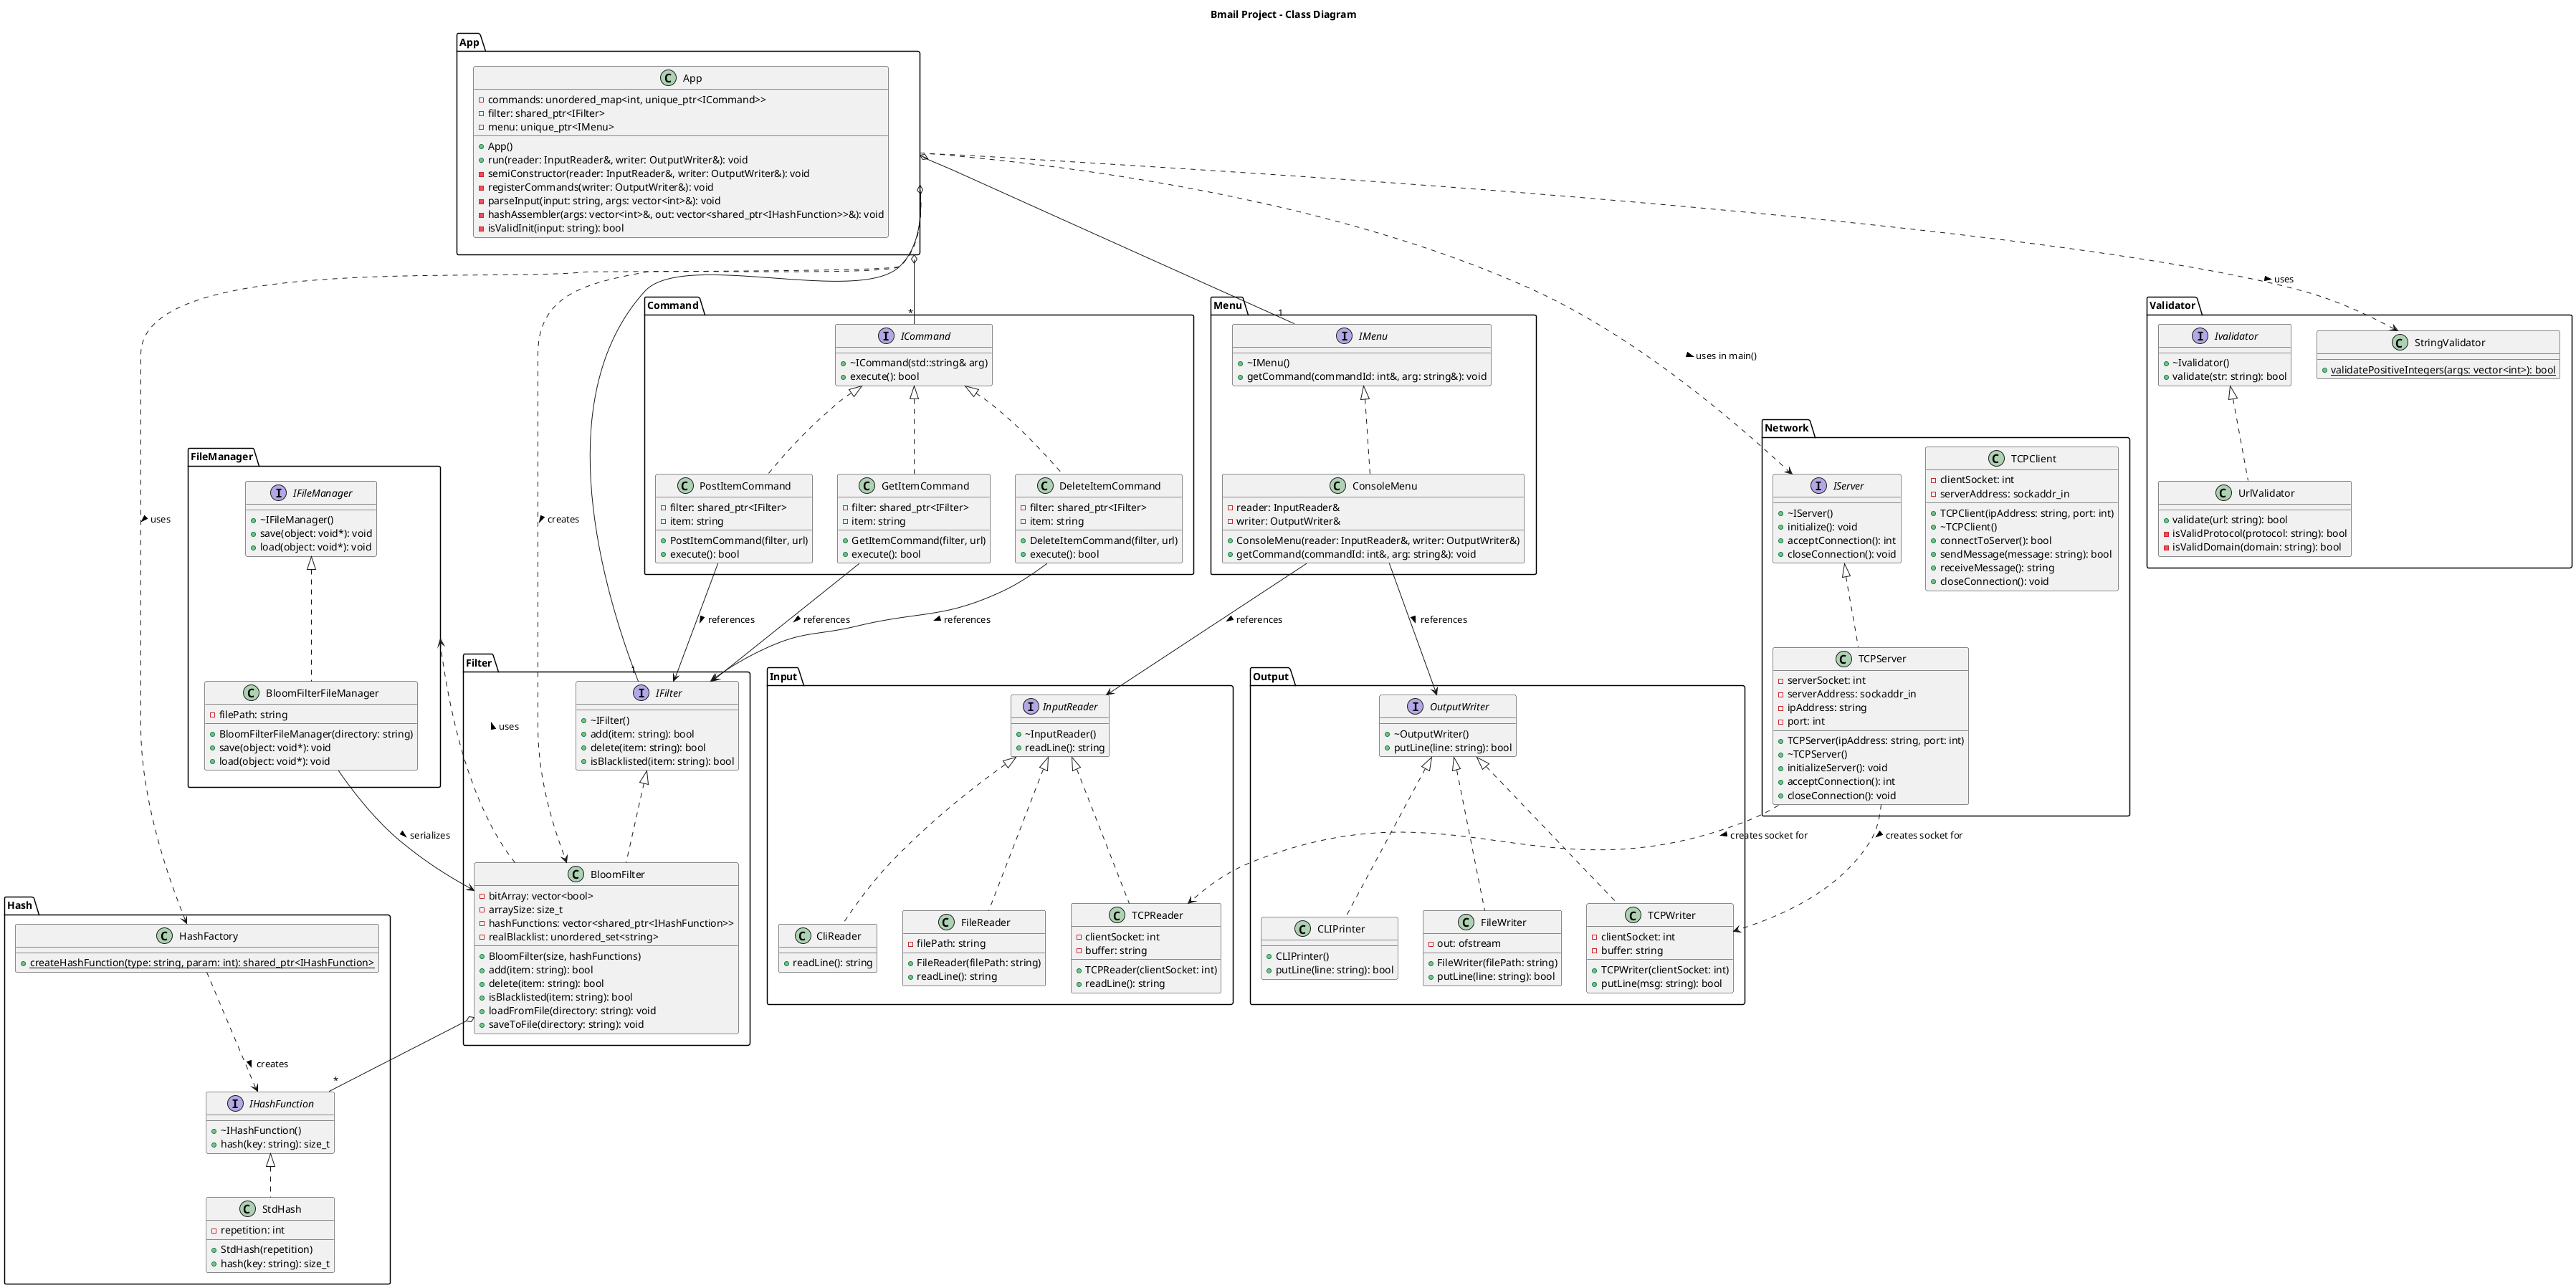 Bmail Project - Class Diagram
App
App
commands: unordered_map<int, unique_ptr<ICommand>>
filter: shared_ptr<IFilter>
menu: unique_ptr<IMenu>
App()
run(reader: InputReader&, writer: OutputWriter&): void
semiConstructor(reader: InputReader&, writer: OutputWriter&): void
registerCommands(writer: OutputWriter&): void
parseInput(input: string, args: vector<int>&): void
hashAssembler(args: vector<int>&, out: vector<shared_ptr<IHashFunction>>&): void
isValidInit(input: string): bool
uses
creates
*
1
1
uses in main()
uses
Command
ICommand
~ICommand(std::string& arg)
execute(): bool
PostItemCommand
filter: shared_ptr<IFilter>
item: string
PostItemCommand(filter, url)
execute(): bool
GetItemCommand
filter: shared_ptr<IFilter>
item: string
GetItemCommand(filter, url)
execute(): bool
DeleteItemCommand
filter: shared_ptr<IFilter>
item: string
DeleteItemCommand(filter, url)
execute(): bool
references
references
references
Menu
IMenu
~IMenu()
getCommand(commandId: int&, arg: string&): void
ConsoleMenu
reader: InputReader&
writer: OutputWriter&
ConsoleMenu(reader: InputReader&, writer: OutputWriter&)
getCommand(commandId: int&, arg: string&): void
references
references
Validator
Ivalidator
~Ivalidator()
validate(str: string): bool
StringValidator
validatePositiveIntegers(args: vector<int>): bool
UrlValidator
validate(url: string): bool
isValidProtocol(protocol: string): bool
isValidDomain(domain: string): bool
Network
IServer
~IServer()
initialize(): void
acceptConnection(): int
closeConnection(): void
TCPClient
clientSocket: int
serverAddress: sockaddr_in
TCPClient(ipAddress: string, port: int)
~TCPClient()
connectToServer(): bool
sendMessage(message: string): bool
receiveMessage(): string
closeConnection(): void
TCPServer
serverSocket: int
serverAddress: sockaddr_in
ipAddress: string
port: int
TCPServer(ipAddress: string, port: int)
~TCPServer()
initializeServer(): void
acceptConnection(): int
closeConnection(): void
creates socket for
creates socket for
FileManager
IFileManager
~IFileManager()
save(object: void*): void
load(object: void*): void
BloomFilterFileManager
filePath: string
BloomFilterFileManager(directory: string)
save(object: void*): void
load(object: void*): void
serializes
uses
Filter
IFilter
~IFilter()
add(item: string): bool
delete(item: string): bool
isBlacklisted(item: string): bool
BloomFilter
bitArray: vector<bool>
arraySize: size_t
hashFunctions: vector<shared_ptr<IHashFunction>>
realBlacklist: unordered_set<string>
BloomFilter(size, hashFunctions)
add(item: string): bool
delete(item: string): bool
isBlacklisted(item: string): bool
loadFromFile(directory: string): void
saveToFile(directory: string): void
Input
InputReader
~InputReader()
readLine(): string
CliReader
readLine(): string
FileReader
filePath: string
FileReader(filePath: string)
readLine(): string
TCPReader
clientSocket: int
buffer: string
TCPReader(clientSocket: int)
readLine(): string
Output
OutputWriter
~OutputWriter()
putLine(line: string): bool
CLIPrinter
CLIPrinter()
putLine(line: string): bool
FileWriter
out: ofstream
FileWriter(filePath: string)
putLine(line: string): bool
TCPWriter
clientSocket: int
buffer: string
TCPWriter(clientSocket: int)
putLine(msg: string): bool
Hash
HashFactory
createHashFunction(type: string, param: int): shared_ptr<IHashFunction>
creates
*
IHashFunction
~IHashFunction()
hash(key: string): size_t
StdHash
repetition: int
StdHash(repetition)
hash(key: string): size_t